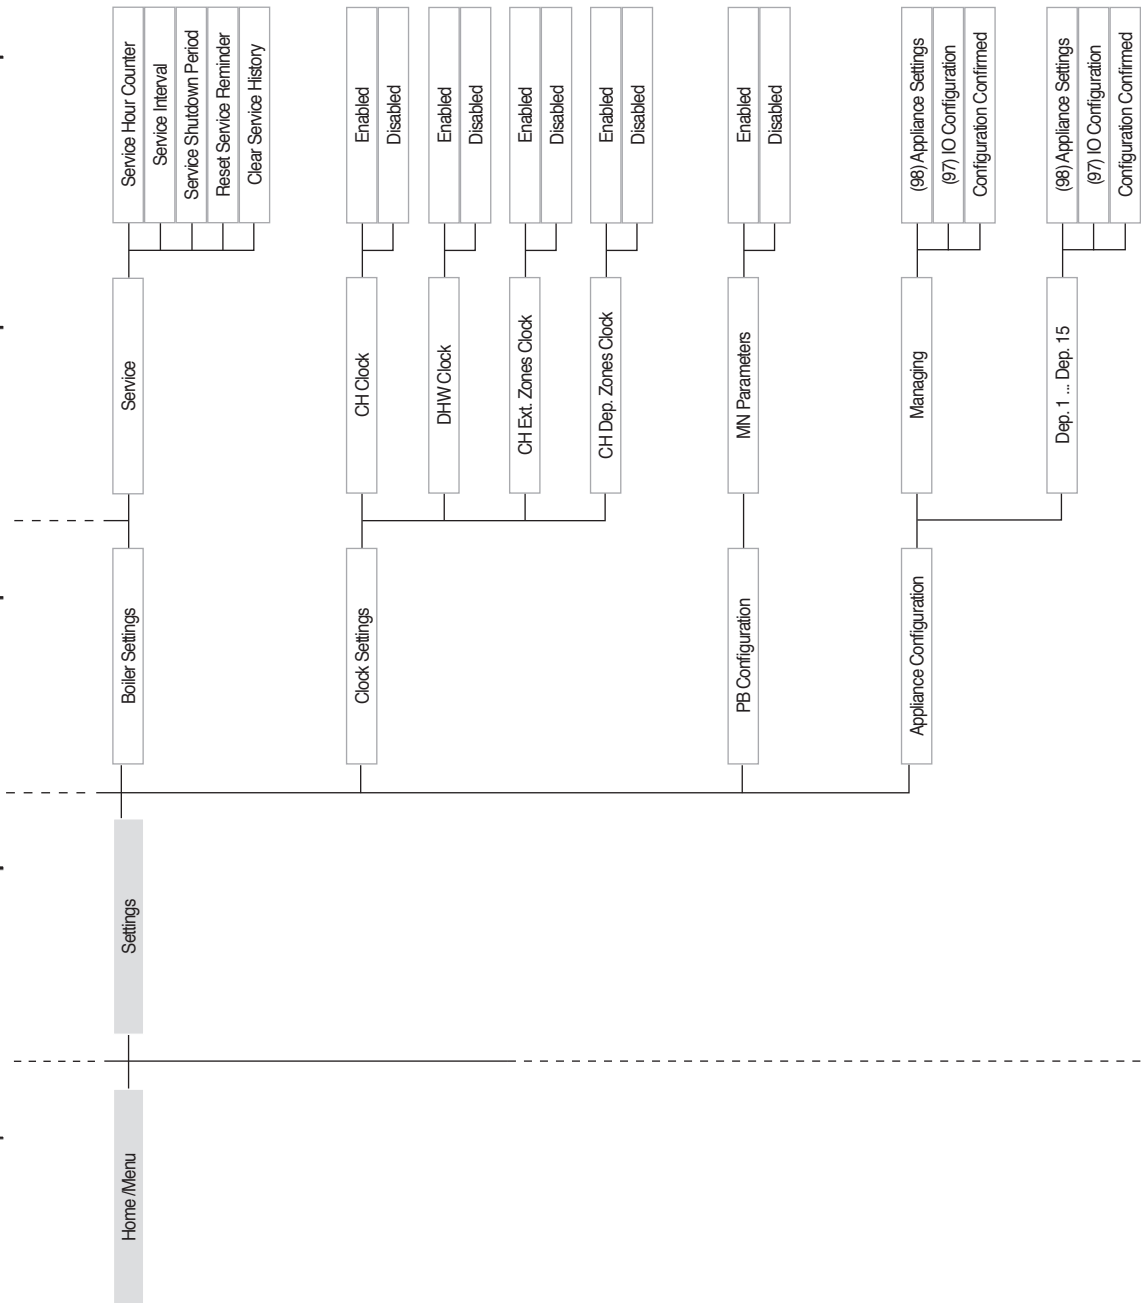 Home /Menu
Settings
Boiler Settings
Service
Service Hour Counter
Service Interval
Service Shutdown Period
Reset Service Reminder
Clear Service History
Clock Settings
CH Clock
Enabled
Disabled
DHW Clock
Enabled
Disabled
CH Ext. Zones Clock
Enabled
Disabled
CH Dep. Zones Clock
Enabled
Disabled
PB Configuration
MN Parameters
Enabled
Disabled
Appliance Configuration
Managing
(98) Appliance Settings
(97) IO Configuration
Configuration Confirmed
Dep. 1 ... Dep. 15
(98) Appliance Settings
(97) IO Configuration
Configuration Confirmed